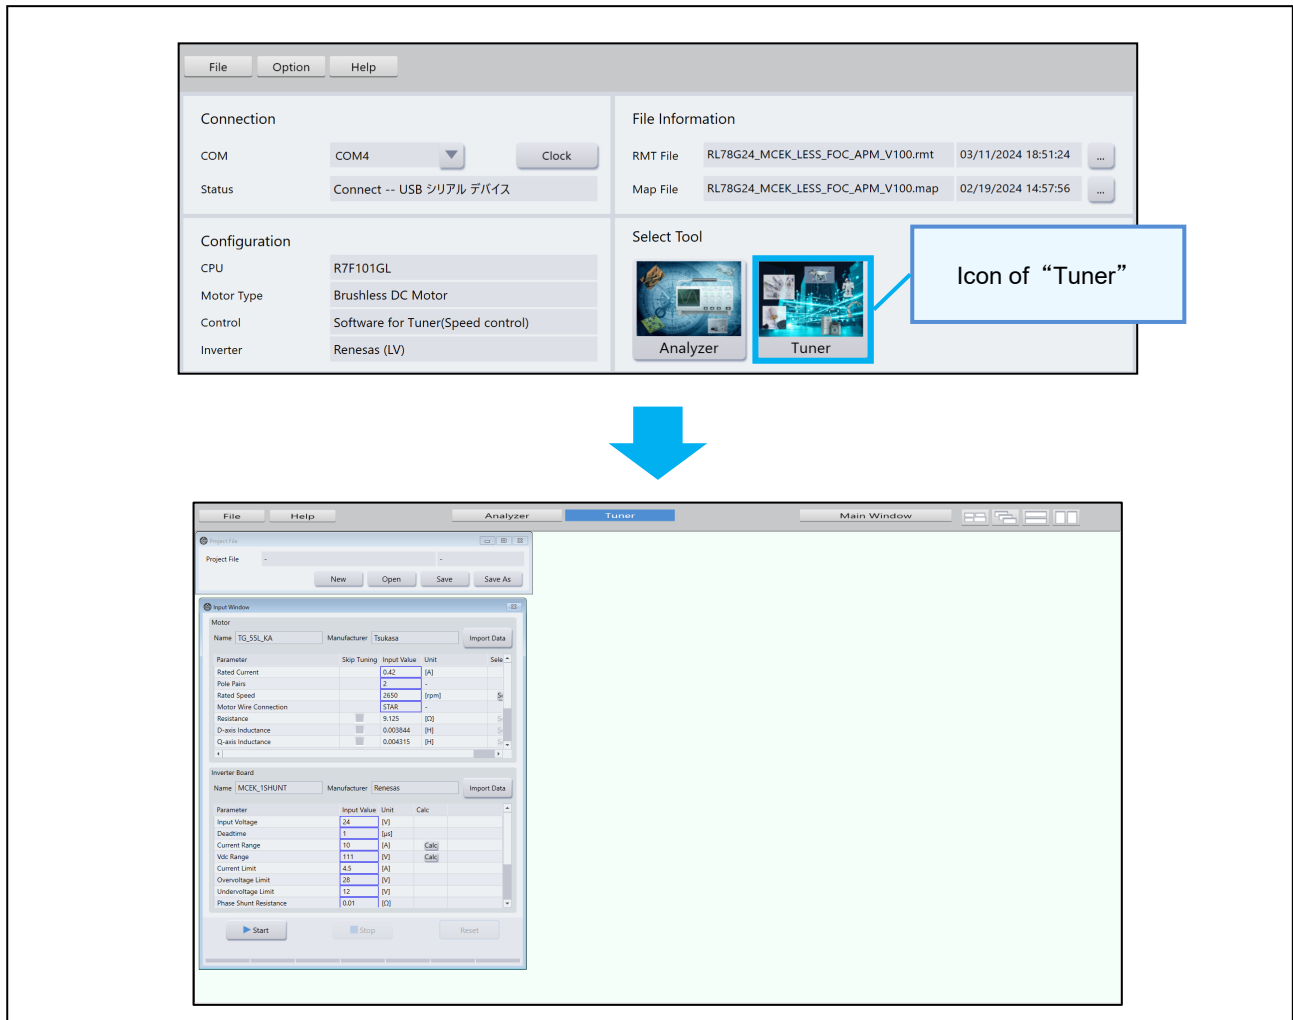 File Option Help
Connection
COM COM4 Clock
Status Connect -- USB シリアル デバイス
File Information
RMT File RL78G24_MCEK_LESS_FOC_APM_V100.rmt 03/11/2024 18:51:24 ...
Map File RL78G24_MCEK_LESS_FOC_APM_V100.map 02/19/2024 14:57:56 ...
Configuration
CPU R7F101GL
Motor Type Brushless DC Motor
Control Software for Tuner(Speed control)
Inverter Renesas (LV)
Select Tool
Analyzer Tuner
Icon of “Tuner”
File Help Analyzer Tuner Main Window
Project File
Project File - -
New Open Save Save As
Input Window
Motor
Name TG_55L_KA Manufacturer Tsukasa Import Data
Parameter Skip Tuning Input Value Unit Sele
Rated Current 0.42 [A]
Pole Pairs 2 -
Rated Speed 2650 [rpm]
Motor Wire Connection STAR -
Resistance 9.125 [Ω]
D-axis Inductance 0.003844 [H]
Q-axis Inductance 0.004315 [H]
Inverter Board
Name MCEK_1SHUNT Manufacturer Renesas Import Data
Parameter Input Value Unit Calc
Input Voltage 24 [V]
Deadtime 1 [μs]
Current Range 10 [A] Calc
Vdc Range 111 [V] Calc
Current Limit 4.5 [A]
Overvoltage Limit 28 [V]
Undervoltage Limit 12 [V]
Phase Shunt Resistance 0.01 [Ω]
Start Stop Reset